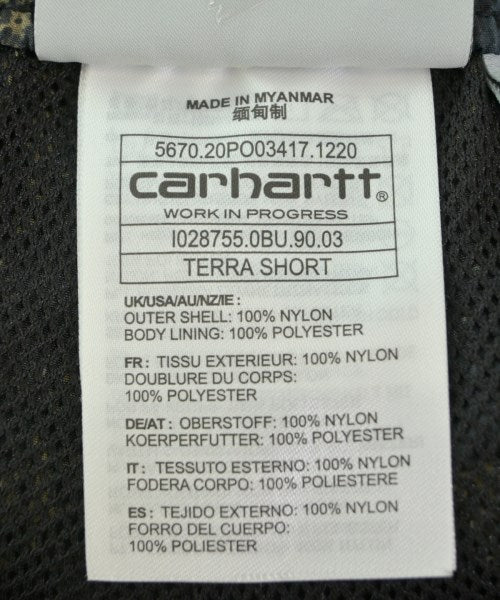 MADE IN MYANMAR
缅甸制
5670.20PO03417.1220
carhartt®
WORK IN PROGRESS
I028755.0BU.90.03
TERRA SHORT
UK/USA/AU/NZ/IE:
OUTER SHELL: 100% NYLON
BODY LINING: 100% POLYESTER
FR: TISSU EXTERIEUR: 100% NYLON
DOUBLURE DU CORPS:
100% POLYESTER
DE/AT: OBERSTOFF: 100% NYLON
KOERPERFUTTER: 100% POLYESTER
IT: TESSUTO ESTERNO: 100% NYLON
FODERA CORPO: 100% POLIESTERE
ES: TEJIDO EXTERNO: 100% NYLON
FORRO DEL CUERPO:
100% POLIESTER